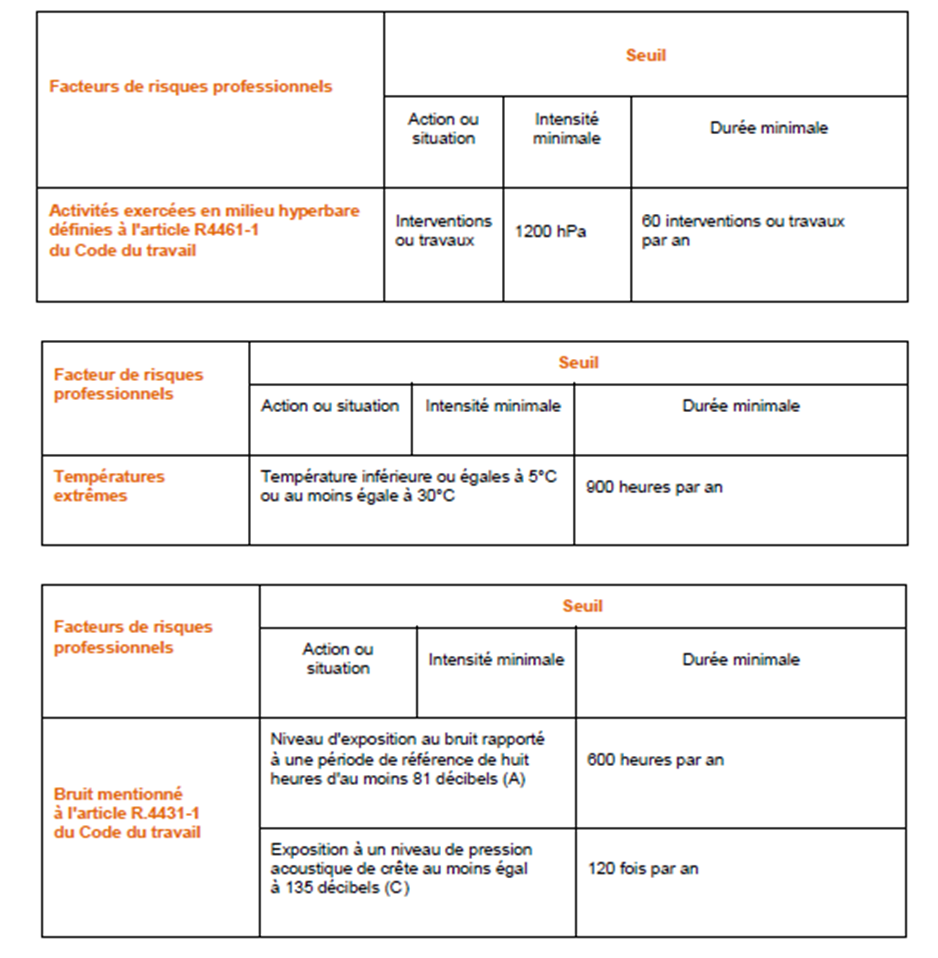 Facteurs de risques professionnels
Seuil
Action ou
situation
Intensité
minimale
Durée minimale
Activités exercées en milieu hyperbare
définies à l'article R4461-1
du Code du travail
Interventions
ou travaux
1200 hPa
60 interventions ou travaux
par an
Facteur de risques
professionnels
Seuil
Action ou situation
Intensité minimale
Durée minimale
Températures
extrêmes
Température inférieure ou égales à 5°C
ou au moins égale à 30°C
900 heures par an
Facteurs de risques
professionnels
Seuil
Action ou
situation
Intensité minimale
Durée minimale
Bruit mentionné
à l'article R.4431-1
du Code du travail
Niveau d'exposition au bruit rapporté
à une période de référence de huit
heures d'au moins 81 décibels (A)
600 heures par an
Exposition à un niveau de pression
acoustique de crête au moins égal
à 135 décibels (C)
120 fois par an